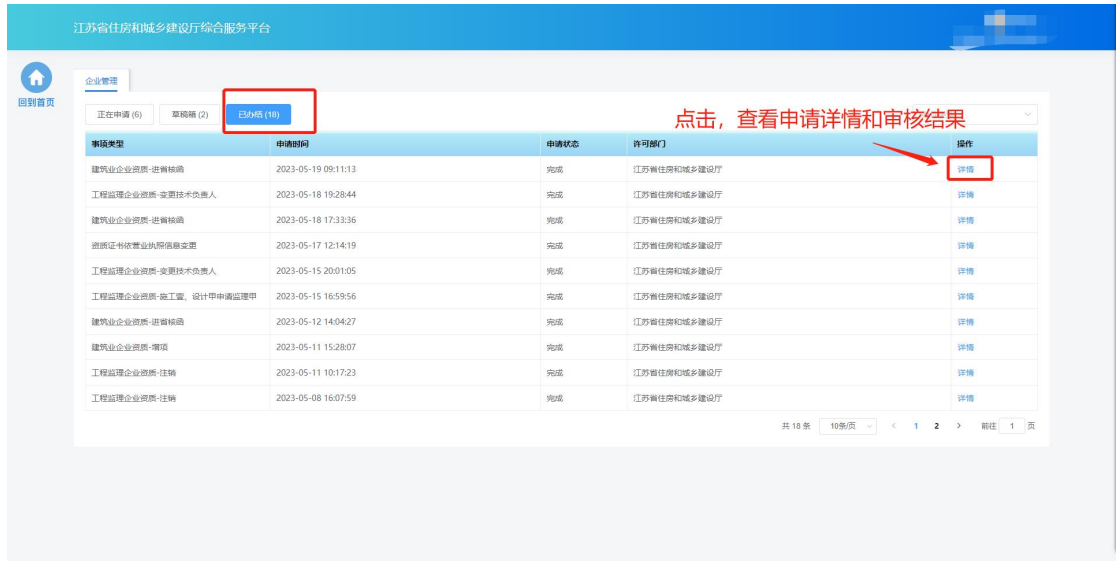 江苏省住房和城乡建设厅综合服务平台
回到首页
企业管理
正在申请 (6) 草稿箱 (2) 已办结 (18)
点击，查看申请详情和审核结果
事项类型 申请时间 申请状态 许可部门 操作
建筑业企业资质-进省核函 2023-05-19 09:11:13 完成 江苏省住房和城乡建设厅 详情
工程监理企业资质-变更技术负责人 2023-05-18 19:28:44 完成 江苏省住房和城乡建设厅 详情
建筑业企业资质-进省核函 2023-05-18 17:33:36 完成 江苏省住房和城乡建设厅 详情
资质证书依营业执照信息变更 2023-05-17 12:14:19 完成 江苏省住房和城乡建设厅 详情
工程监理企业资质-变更技术负责人 2023-05-15 20:01:05 完成 江苏省住房和城乡建设厅 详情
工程监理企业资质-施工壹、设计甲申请监理甲 2023-05-15 16:59:56 完成 江苏省住房和城乡建设厅 详情
建筑业企业资质-进省核函 2023-05-12 14:04:27 完成 江苏省住房和城乡建设厅 详情
建筑业企业资质-增项 2023-05-11 15:28:07 完成 江苏省住房和城乡建设厅 详情
工程监理企业资质-注销 2023-05-11 10:17:23 完成 江苏省住房和城乡建设厅 详情
工程监理企业资质-注销 2023-05-08 16:07:59 完成 江苏省住房和城乡建设厅 详情
共 18 条 10条/页 < 1 2 > 前往 1 页